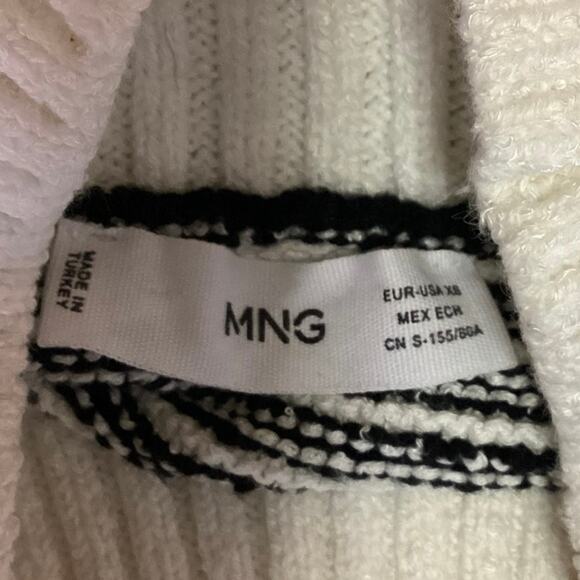 MADE IN
TURKEY
MNG
EUR-USA XS
MEX ECH
CN S-155/80A